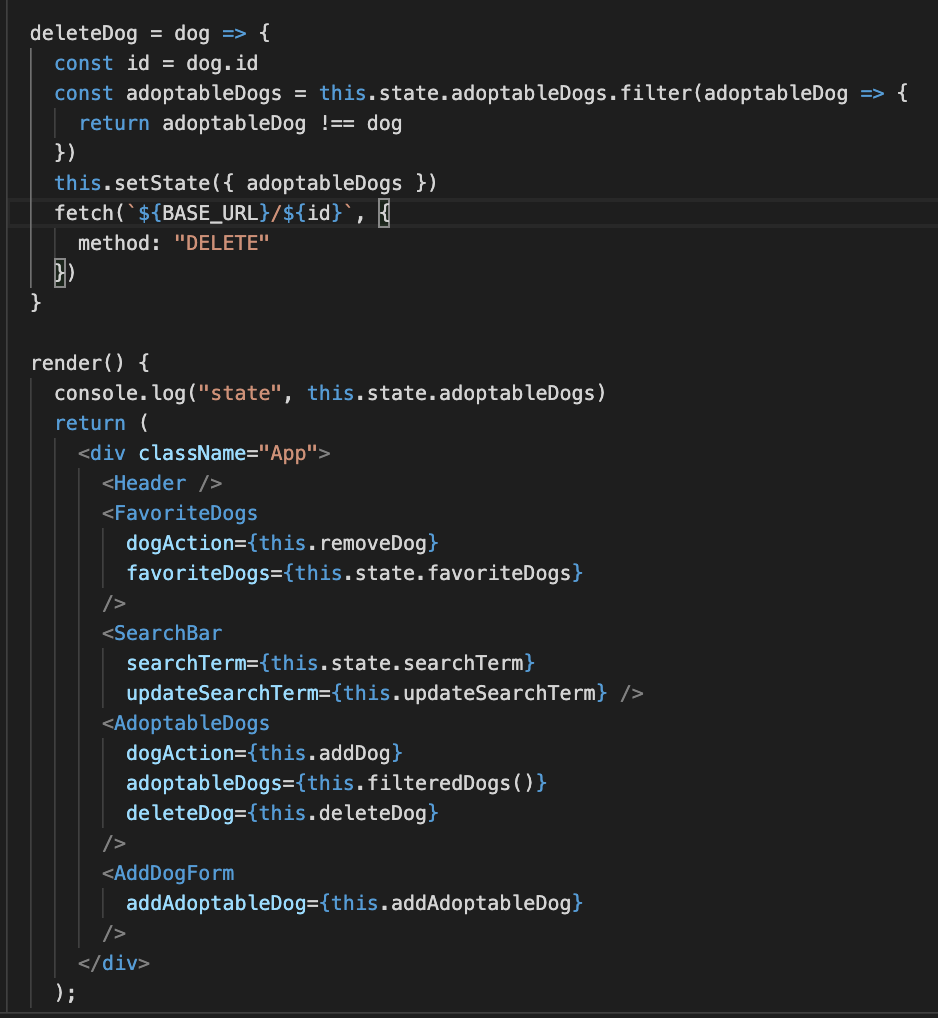 deleteDog = dog => {
const id = dog.id
const adoptableDogs = this.state.adoptableDogs.filter(adoptableDog => {
return adoptableDog !== dog
})
this.setState({ adoptableDogs })
fetch(`${BASE_URL}/${id}`, {
method: "DELETE"
})
}
render() {
console.log("state", this.state.adoptableDogs)
return (
<div className="App">
<Header />
<FavoriteDogs
dogAction={this.removeDog}
favoriteDogs={this.state.favoriteDogs}
/>
<SearchBar
searchTerm={this.state.searchTerm}
updateSearchTerm={this.updateSearchTerm} />
<AdoptableDogs
dogAction={this.addDog}
adoptableDogs={this.filteredDogs()}
deleteDog={this.deleteDog}
/>
<AddDogForm
addAdoptableDog={this.addAdoptableDog}
/>
</div>
);